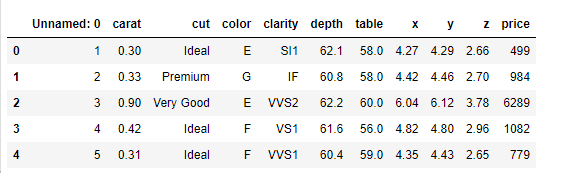 Unnamed: 0 carat cut color clarity depth table x y z price
0 1 0.30 Ideal E SI1 62.1 58.0 4.27 4.29 2.66 499
1 2 0.33 Premium G IF 60.8 58.0 4.42 4.46 2.70 984
2 3 0.90 Very Good E VVS2 62.2 60.0 6.04 6.12 3.78 6289
3 4 0.42 Ideal F VS1 61.6 56.0 4.82 4.80 2.96 1082
4 5 0.31 Ideal F VVS1 60.4 59.0 4.35 4.43 2.65 779